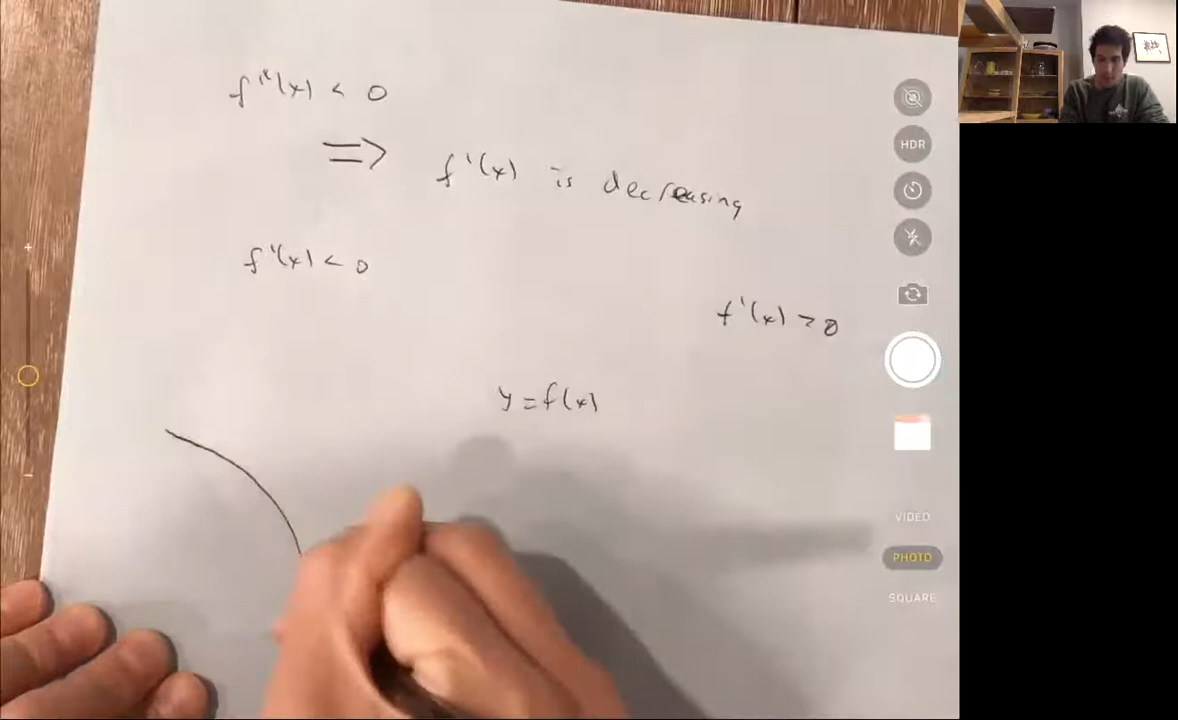 f''(x) < 0
⇒ f'(x) is decreasing
f'(x) < 0
f'(x) > 0
y = f(x)
HDR
VIDEO
PHOTO
SQUARE